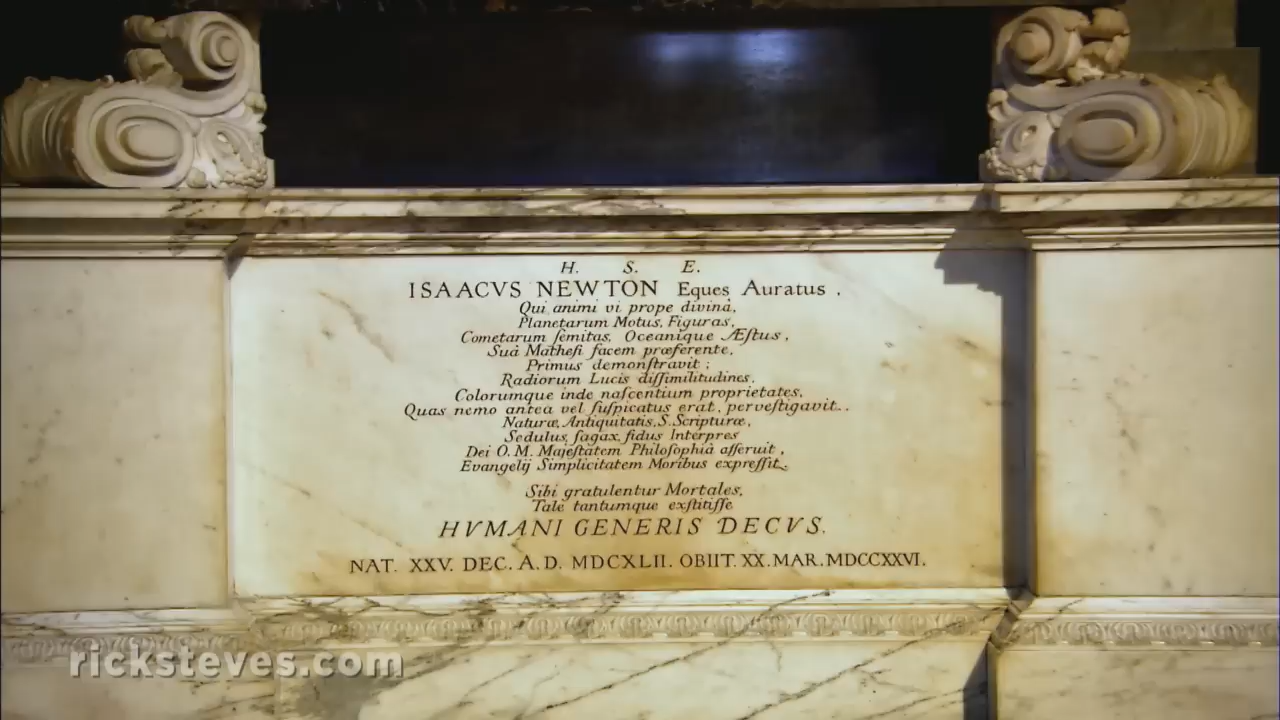 H. S. E.
ISAACVS NEWTON Eques Auratus.
Qui animi vi prope divinâ,
Planetarum Motus, Figuras,
Cometarum ſemitas, Oceanique Æſtus,
Suâ Matheſi facem præferente,
Primus demonſtravit;
Radiorum Lucis diſſimilitudines,
Colorumque inde naſcentium proprietates,
Quas nemo antea vel ſuſpicatus erat, perveſtigavit.
Naturæ, Antiquitatis, S. Scripturæ,
Sedulus, ſagax, fidus Interpres
Dei O. M. Majeſtatem Philoſophiâ aſſeruit,
Evangelij Simplicitatem Moribus expreſſit.
Sibi gratulentur Mortales,
Tale tantumque exſtitiſſe
HVMANI GENERIS DECVS.
NAT. XXV. DEC. A.D. MDCXLII. OBIIT. XX. MAR. MDCCXXVI.
ricksteves.com